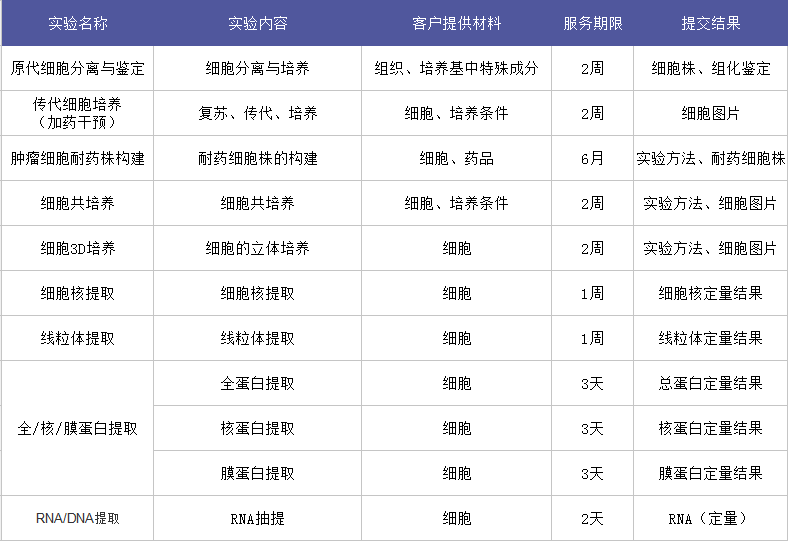 实验名称 实验内容 客户提供材料 服务期限 提交结果
原代细胞分离与鉴定 细胞分离与培养 组织、培养基中特殊成分 2周 细胞株、组化鉴定
传代细胞培养
（加药干预） 复苏、传代、培养 细胞、培养条件 2周 细胞图片
肿瘤细胞耐药株构建 耐药细胞株的构建 细胞、药品 6月 实验方法、耐药细胞株
细胞共培养 细胞共培养 细胞、培养条件 2周 实验方法、细胞图片
细胞3D培养 细胞的立体培养 细胞 2周 实验方法、细胞图片
细胞核提取 细胞核提取 细胞 1周 细胞核定量结果
线粒体提取 线粒体提取 细胞 1周 线粒体定量结果
全/核/膜蛋白提取 全蛋白提取 细胞 3天 总蛋白定量结果
核蛋白提取 细胞 3天 核蛋白定量结果
膜蛋白提取 细胞 3天 膜蛋白定量结果
RNA/DNA提取 RNA抽提 细胞 2天 RNA（定量）